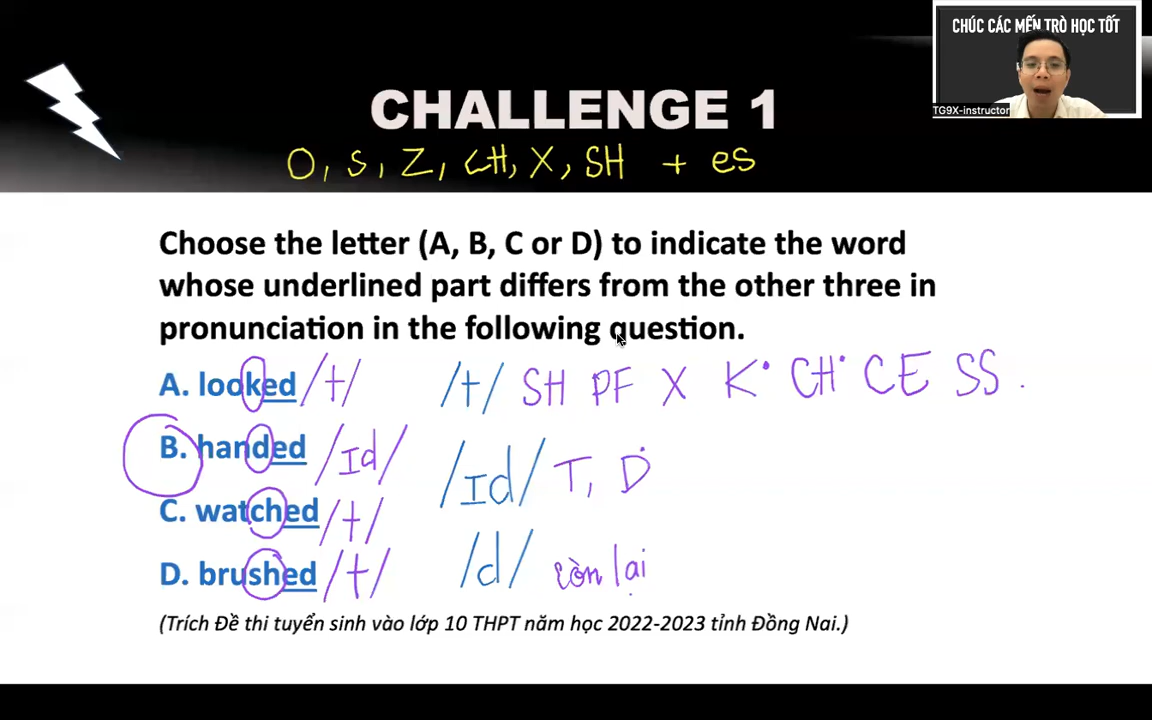 CHÚC CÁC MẾN TRÒ HỌC TỐT
TG9X-instructor
CHALLENGE 1
O, S, Z, CH, X, SH + es
Choose the letter (A, B, C or D) to indicate the word
whose underlined part differs from the other three in
pronunciation in the following question.
A. looked /t/ /t/ SH PF X K CH CE SS .
B. handed /ɪd/ /ɪd/ T, D
C. watched /t/
D. brushed /t/ /d/ còn lại
(Trích Đề thi tuyển sinh vào lớp 10 THPT năm học 2022-2023 tỉnh Đồng Nai.)